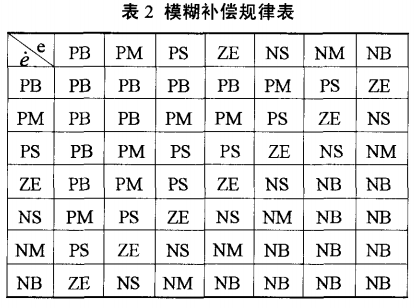 表 2 模糊补偿规律表
e
ė PB PM PS ZE NS NM NB
PB PB PB PB PB PM PS ZE
PM PB PB PM PM PS ZE NS
PS PB PM PS PS ZE NS NM
ZE PB PM PS ZE NS NB NB
NS PM PS ZE NS NM NB NB
NM PS ZE NS NM NB NB NB
NB ZE NS NM NB NB NB NB